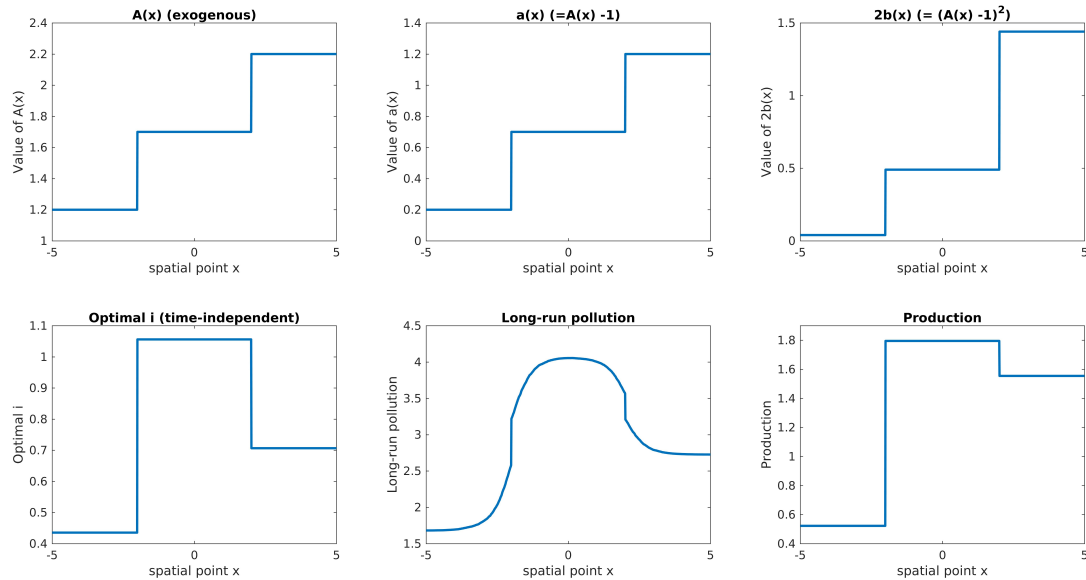 A(x) (exogenous)
Value of A(x)
2.4
2.2
2
1.8
1.6
1.4
1.2
1
-5 0 5
spatial point x
a(x) (=A(x) -1)
Value of a(x)
1.4
1.2
1
0.8
0.6
0.4
0.2
0
-5 0 5
spatial point x
2b(x) (= (A(x) -1)²)
Value of 2b(x)
1.5
1
0.5
0
-5 0 5
spatial point x
Optimal i (time-independent)
Optimal i
1.1
1
0.9
0.8
0.7
0.6
0.5
0.4
-5 0 5
spatial point x
Long-run pollution
Long-run pollution
4.5
4
3.5
3
2.5
2
1.5
-5 0 5
spatial point x
Production
Production
1.8
1.6
1.4
1.2
1
0.8
0.6
0.4
-5 0 5
spatial point x